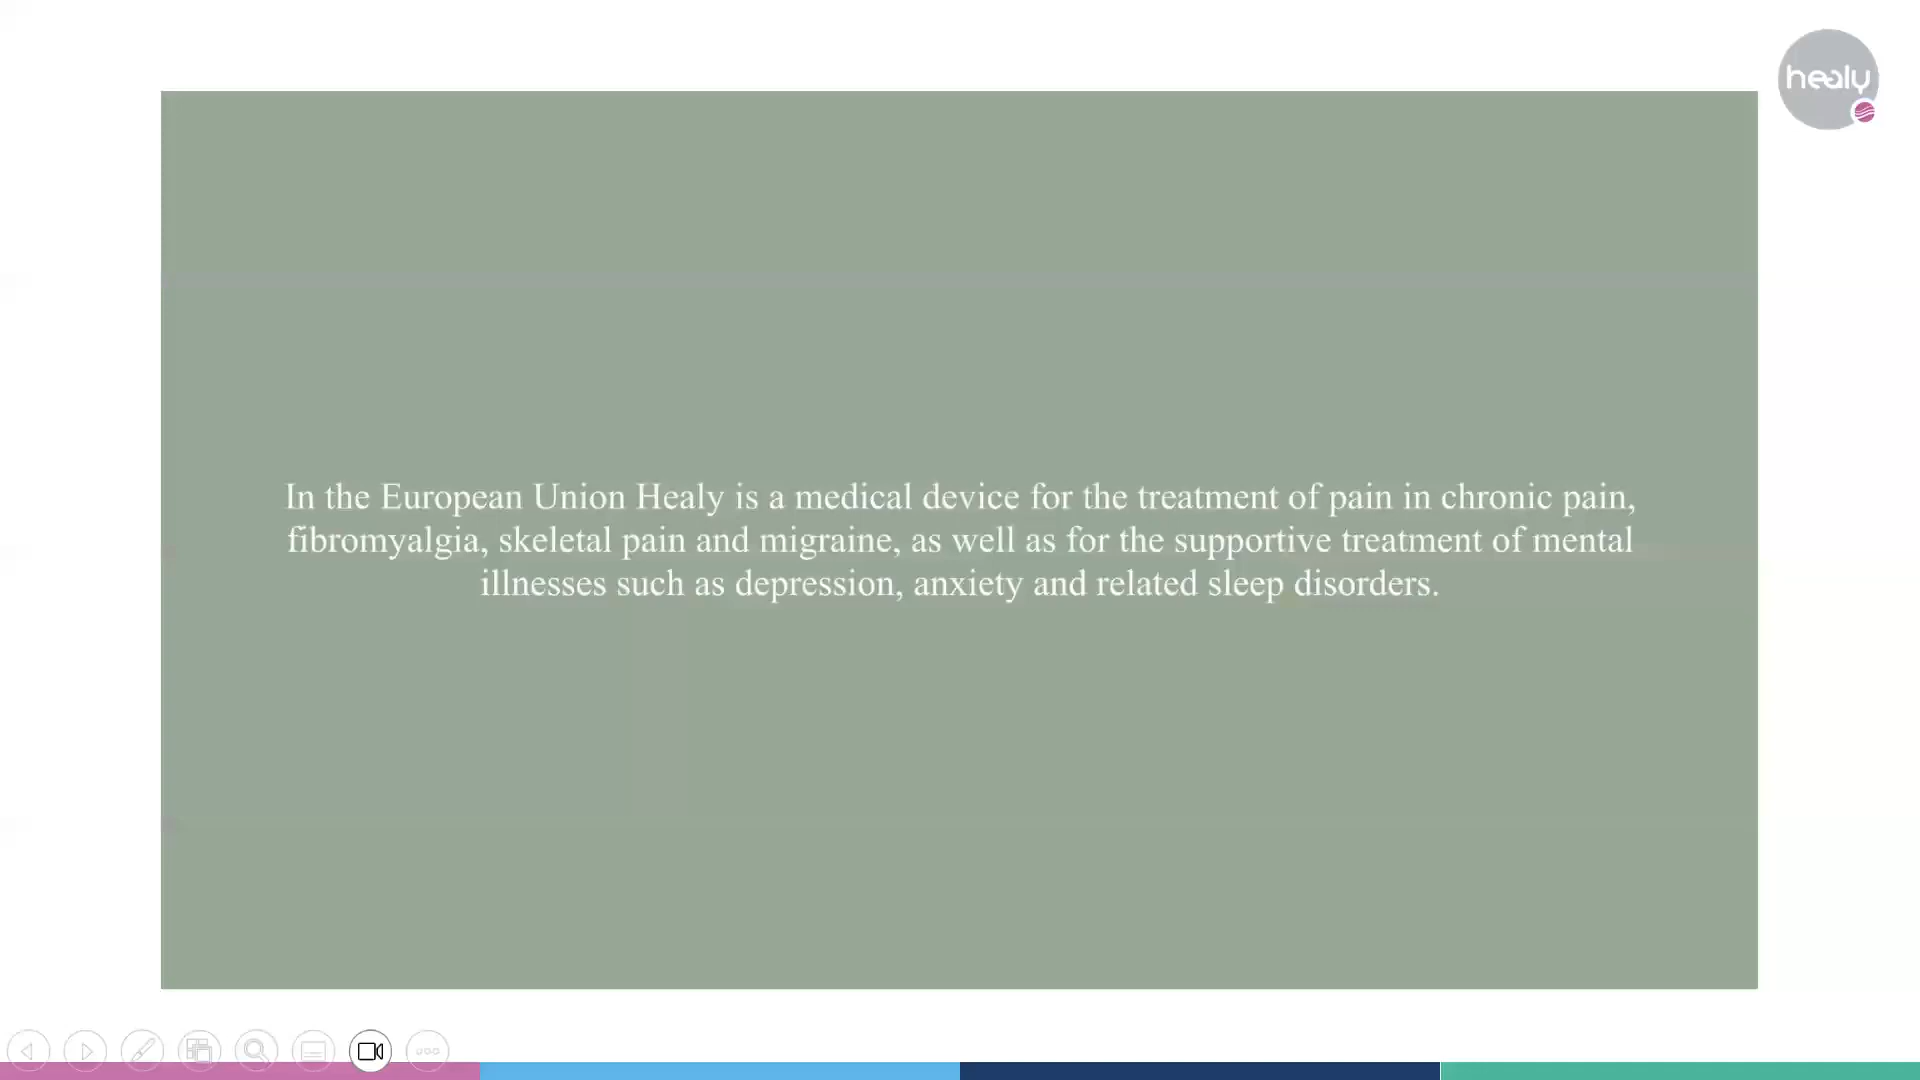 healy
In the European Union Healy is a medical device for the treatment of pain in chronic pain,
fibromyalgia, skeletal pain and migraine, as well as for the supportive treatment of mental
illnesses such as depression, anxiety and related sleep disorders.